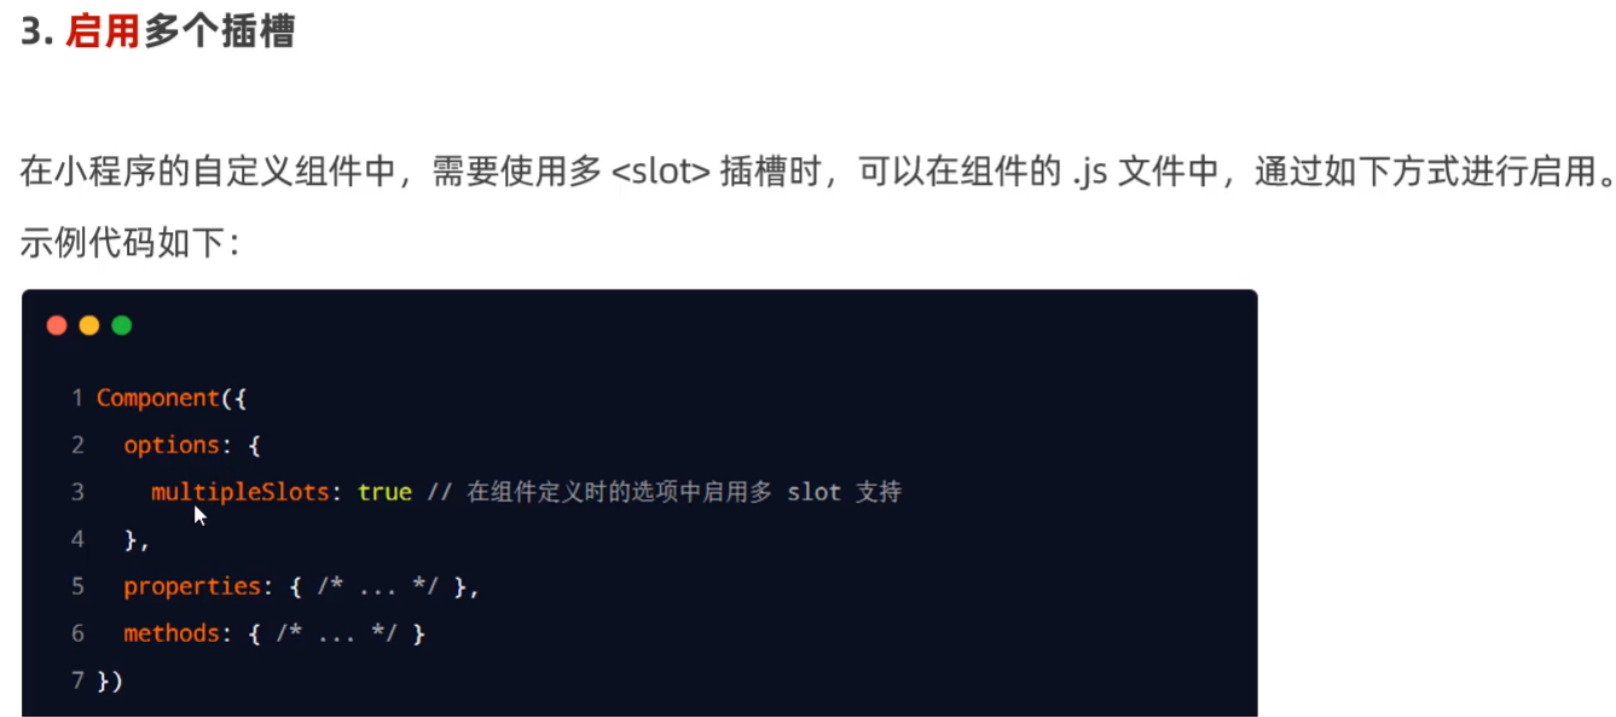 3. 启用多个插槽
在小程序的自定义组件中，需要使用多 <slot> 插槽时，可以在组件的 .js 文件中，通过如下方式进行启用。
示例代码如下：
1 Component({
2   options: {
3     multipleSlots: true // 在组件定义时的选项中启用多 slot 支持
4   },
5   properties: { /* ... */ },
6   methods: { /* ... */ }
7 })